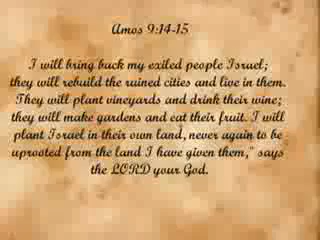 Amos 9:14-15
I will bring back my exiled people Israel;
they will rebuild the ruined cities and live in them.
They will plant vineyards and drink their wine;
they will make gardens and eat their fruit. I will
plant Israel in their own land, never again to be
uprooted from the land I have given them," says
the LORD your God.